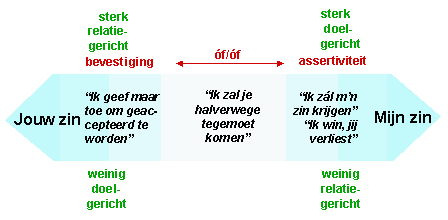 sterk
relatie-
gericht
bevestiging
óf/óf
sterk
doel-
gericht
assertiviteit
Jouw zin
“Ik geef maar
toe om geac-
cepteerd te
worden”
“Ik zal je
halverwege
tegemoet
komen”
“Ik zál m'n
zin krijgen”
“Ik win, jij
verliest”
Mijn zin
weinig
doel-
gericht
weinig
relatie-
gericht